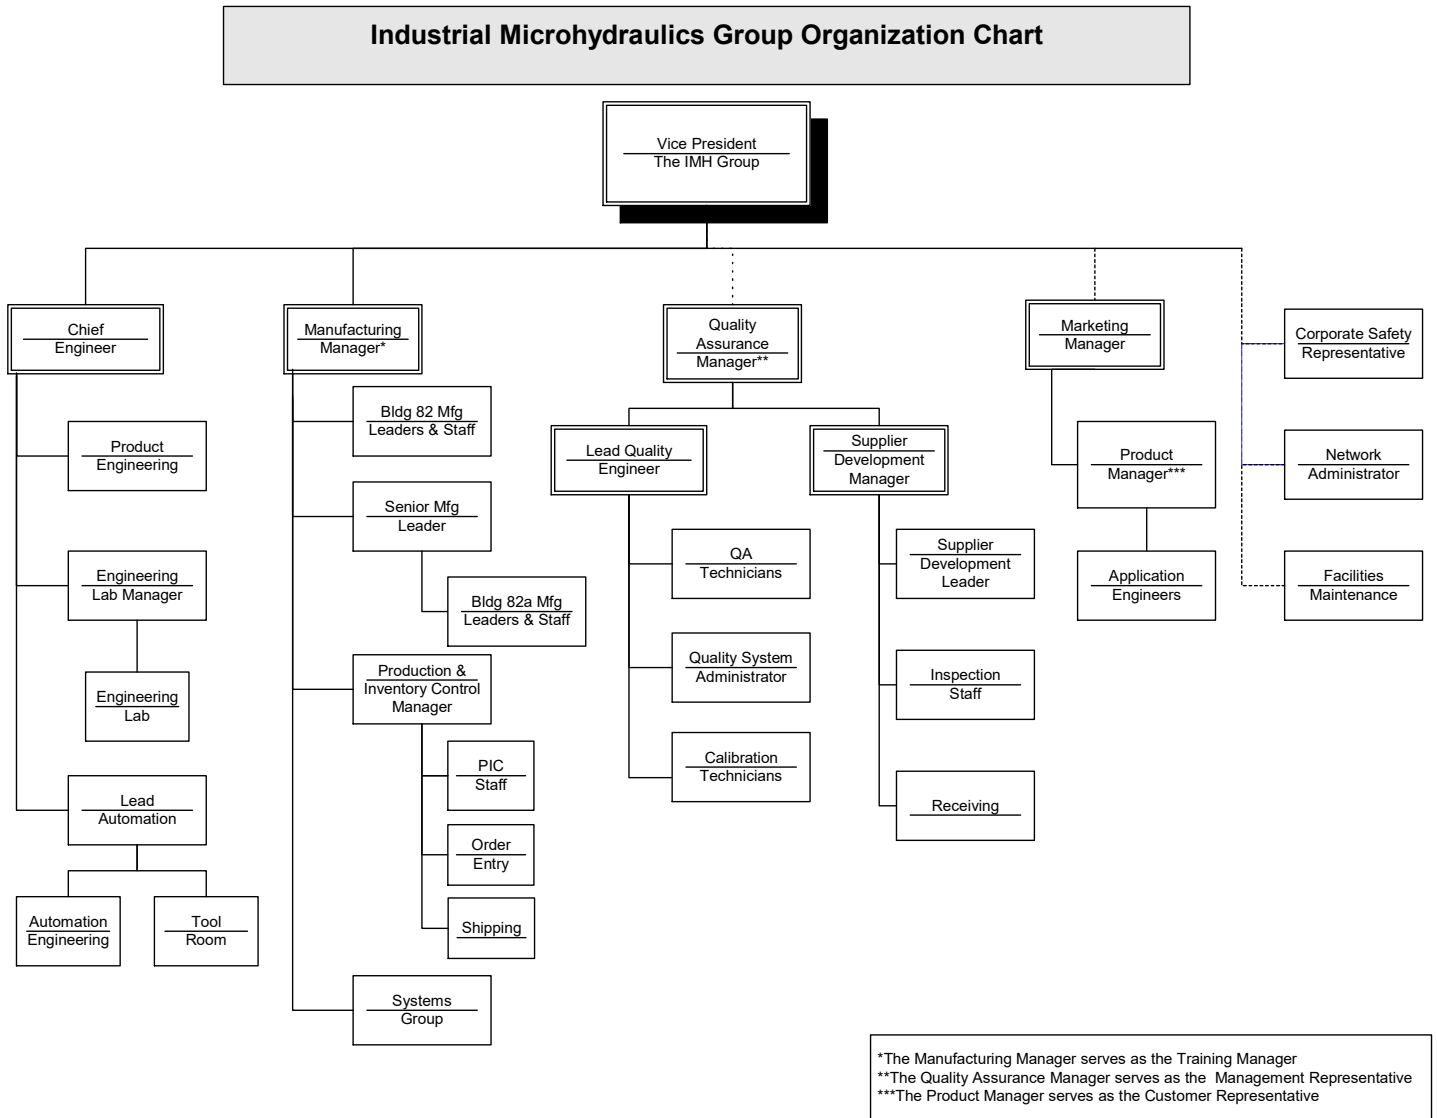 Industrial Microhydraulics Group Organization Chart
Vice President
The IMH Group
Chief
Engineer
Manufacturing
Manager*
Quality
Assurance
Manager**
Marketing
Manager
Corporate Safety
Representative
Product
Engineering
Engineering
Lab Manager
Engineering
Lab
Lead
Automation
Automation
Engineering
Tool
Room
Bldg 82 Mfg
Leaders & Staff
Senior Mfg
Leader
Bldg 82a Mfg
Leaders & Staff
Production &
Inventory Control
Manager
PIC
Staff
Order
Entry
Shipping
Systems
Group
Lead Quality
Engineer
QA
Technicians
Quality System
Administrator
Calibration
Technicians
Supplier
Development
Manager
Supplier
Development
Leader
Inspection
Staff
Receiving
Product
Manager***
Application
Engineers
Network
Administrator
Facilities
Maintenance
*The Manufacturing Manager serves as the Training Manager
**The Quality Assurance Manager serves as the Management Representative
***The Product Manager serves as the Customer Representative